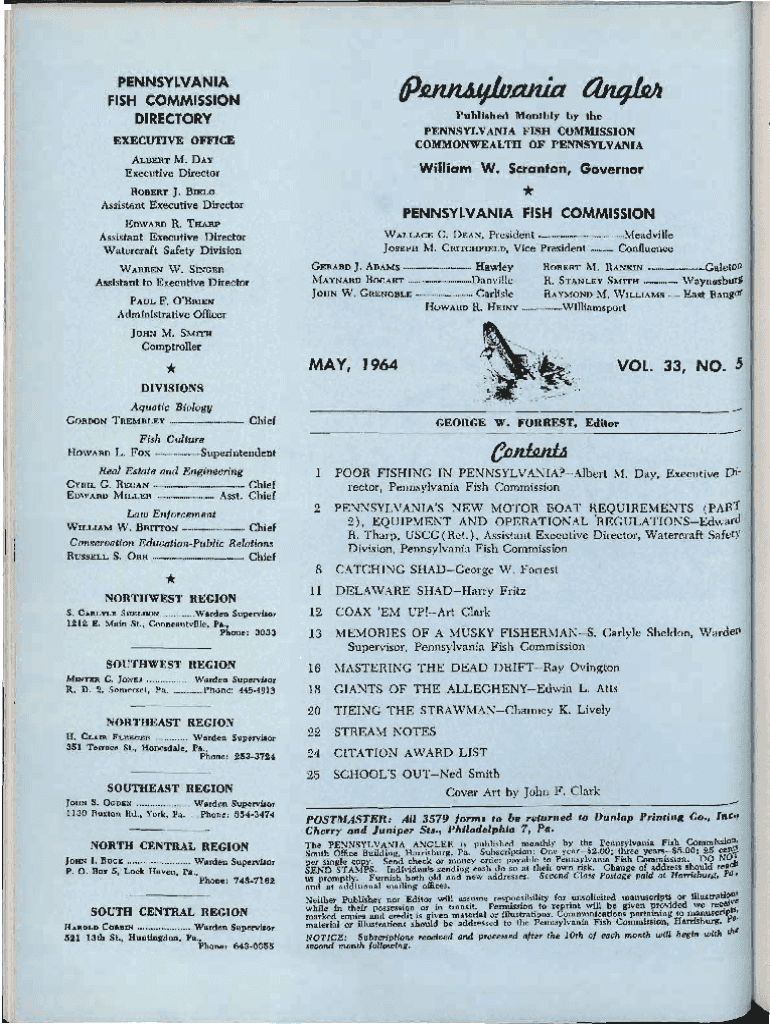 PENNSYLVANIA
FISH COMMISSION
DIRECTORY
EXECUTIVE OFFICE
ALBERT M. DAY
Executive Director
ROBERT J. BIELO
Assistant Executive Director
EDWARD R. THARP
Assistant Executive Director
Watercraft Safety Division
WARREN W. SINGER
Assistant to Executive Director
PAUL F. O'BRIEN
Administrative Officer
JOHN M. SMITH
Comptroller
★
DIVISIONS
Aquatic Biology
GORDON TREMBLEY Chief
Fish Culture
HOWARD L. FOX Superintendent
Real Estate and Engineering
CYRIL G. REGAN Chief
EDWARD MILLER Asst. Chief
Law Enforcement
WILLIAM W. BRITTON Chief
Conservation Education-Public Relations
RUSSELL S. ORR Chief
★
NORTHWEST REGION
S. CARLYLE SHELDON Warden Supervisor
1212 E. Main St., Conneautville, Pa.,
Phone: 3033
SOUTHWEST REGION
MINTER C. JONES Warden Supervisor
R. D. 2, Somerset, Pa. Phone: 445-4913
NORTHEAST REGION
H. CLAIR FLEEGER Warden Supervisor
351 Terrace St., Honesdale, Pa.,
Phone: 253-3724
SOUTHEAST REGION
JOHN S. OGDEN Warden Supervisor
1130 Ruxton Rd., York, Pa. Phone: 854-3474
NORTH CENTRAL REGION
JOHN I. BUCK Warden Supervisor
P. O. Box 5, Lock Haven, Pa.,
Phone: 748-7162
SOUTH CENTRAL REGION
HAROLD CORBIN Warden Supervisor
521 13th St., Huntingdon, Pa.,
Phone: 643-0355
Pennsylvania Angler
Published Monthly by the
PENNSYLVANIA FISH COMMISSION
COMMONWEALTH OF PENNSYLVANIA
William W. Scranton, Governor
★
PENNSYLVANIA FISH COMMISSION
WALLACE C. DEAN, President Meadville
JOSEPH M. CRITCHFIELD, Vice President Confluence
GERARD J. ADAMS Hawley ROBERT M. RANKIN Galeton
MAYNARD BOGART Danville R. STANLEY SMITH Waynesburg
JOHN W. GRENOBLE Carlisle RAYMOND M. WILLIAMS East Bangor
HOWARD R. HEINY Williamsport
MAY, 1964 VOL. 33, NO. 5
GEORGE W. FORREST, Editor
Contents
1 POOR FISHING IN PENNSYLVANIA?—Albert M. Day, Executive Di-
rector, Pennsylvania Fish Commission
2 PENNSYLVANIA'S NEW MOTOR BOAT REQUIREMENTS (PART
2), EQUIPMENT AND OPERATIONAL REGULATIONS—Edward
R. Tharp, USCG(Ret.), Assistant Executive Director, Watercraft Safety
Division, Pennsylvania Fish Commission
8 CATCHING SHAD—George W. Forrest
11 DELAWARE SHAD—Harry Fritz
12 COAX 'EM UP!—Art Clark
13 MEMORIES OF A MUSKY FISHERMAN—S. Carlyle Sheldon, Warden
Supervisor, Pennsylvania Fish Commission
16 MASTERING THE DEAD DRIFT—Ray Ovington
18 GIANTS OF THE ALLEGHENY—Edwin L. Atts
20 TIEING THE STRAWMAN—Chauncy K. Lively
22 STREAM NOTES
24 CITATION AWARD LIST
25 SCHOOL'S OUT—Ned Smith
Cover Art by John F. Clark
POSTMASTER: All 3579 forms to be returned to Dunlap Printing Co., Inc.,
Cherry and Juniper Sts., Philadelphia 7, Pa.
The PENNSYLVANIA ANGLER is published monthly by the Pennsylvania Fish Commission,
South Office Building, Harrisburg, Pa. Subscription: One year—$2.00; three years—$5.00; 25 cents
per single copy. Send check or money order payable to Pennsylvania Fish Commission. DO NOT
SEND STAMPS. Individuals sending cash do so at their own risk. Change of address should reach
us promptly. Furnish both old and new addresses. Second Class Postage paid at Harrisburg, Pa.,
and at additional mailing offices.
Neither Publisher nor Editor will assume responsibility for unsolicited manuscripts or illustrations
while in their possession or in transit. Permission to reprint will be given provided we receive
marked copies and credit is given material or illustrations. Communications pertaining to manuscripts,
material or illustrations should be addressed to the Pennsylvania Fish Commission, Harrisburg, Pa.
NOTICE: Subscriptions received and processed after the 10th of each month will begin with the
second month following.